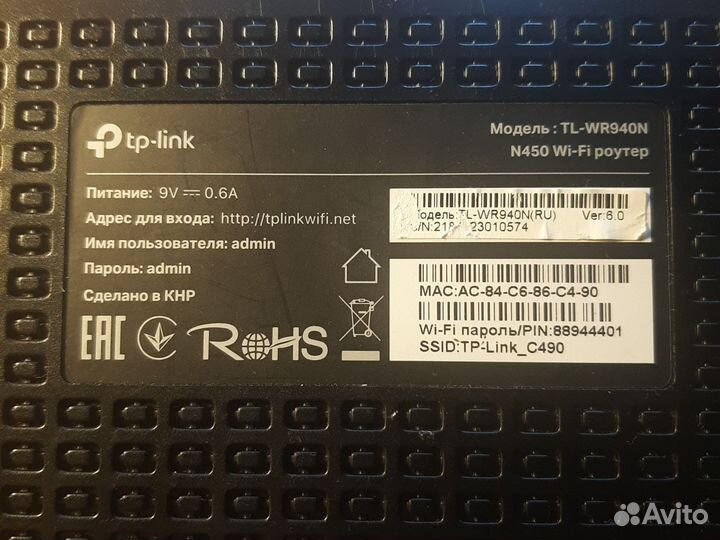 tp-link
Модель : TL-WR940N
N450 Wi-Fi роутер
Питание: 9V 0.6A
Адрес для входа: http://tplinkwifi.net
Имя пользователя: admin
Пароль: admin
Сделано в КНР
EAC RoHS
Модель:TL-WR940N(RU) Ver:6.0
23010574
MAC:AC-84-C6-86-C4-90
Wi-Fi пароль/PIN:88944401
SSID:TP-Link_C490
Avito